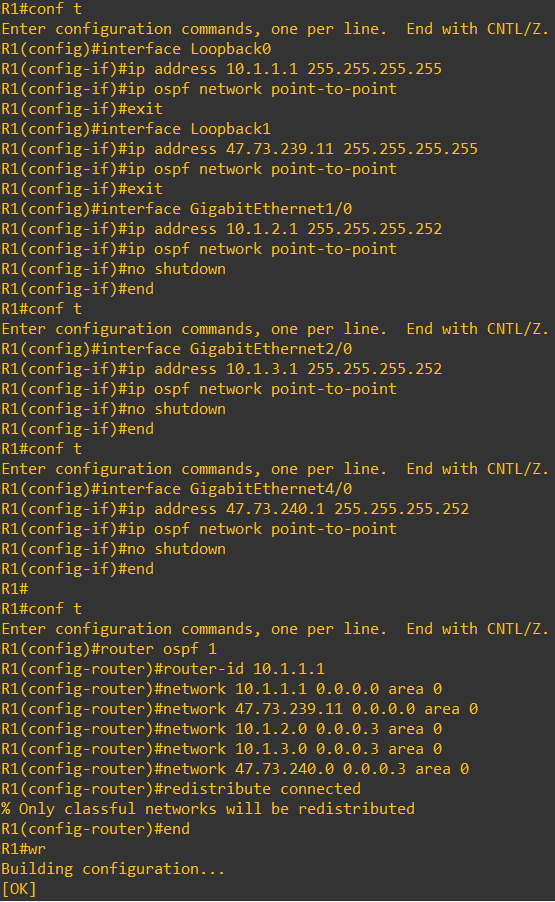 R1#conf t
Enter configuration commands, one per line.  End with CNTL/Z.
R1(config)#interface Loopback0
R1(config-if)#ip address 10.1.1.1 255.255.255.255
R1(config-if)#ip ospf network point-to-point
R1(config-if)#exit
R1(config)#interface Loopback1
R1(config-if)#ip address 47.73.239.11 255.255.255.255
R1(config-if)#ip ospf network point-to-point
R1(config-if)#exit
R1(config)#interface GigabitEthernet1/0
R1(config-if)#ip address 10.1.2.1 255.255.255.252
R1(config-if)#ip ospf network point-to-point
R1(config-if)#no shutdown
R1(config-if)#end
R1#conf t
Enter configuration commands, one per line.  End with CNTL/Z.
R1(config)#interface GigabitEthernet2/0
R1(config-if)#ip address 10.1.3.1 255.255.255.252
R1(config-if)#ip ospf network point-to-point
R1(config-if)#no shutdown
R1(config-if)#end
R1#conf t
Enter configuration commands, one per line.  End with CNTL/Z.
R1(config)#interface GigabitEthernet4/0
R1(config-if)#ip address 47.73.240.1 255.255.255.252
R1(config-if)#ip ospf network point-to-point
R1(config-if)#no shutdown
R1(config-if)#end
R1#
R1#conf t
Enter configuration commands, one per line.  End with CNTL/Z.
R1(config)#router ospf 1
R1(config-router)#router-id 10.1.1.1
R1(config-router)#network 10.1.1.1 0.0.0.0 area 0
R1(config-router)#network 47.73.239.11 0.0.0.0 area 0
R1(config-router)#network 10.1.2.0 0.0.0.3 area 0
R1(config-router)#network 10.1.3.0 0.0.0.3 area 0
R1(config-router)#network 47.73.240.0 0.0.0.3 area 0
R1(config-router)#redistribute connected
% Only classful networks will be redistributed
R1(config-router)#end
R1#wr
Building configuration...
[OK]